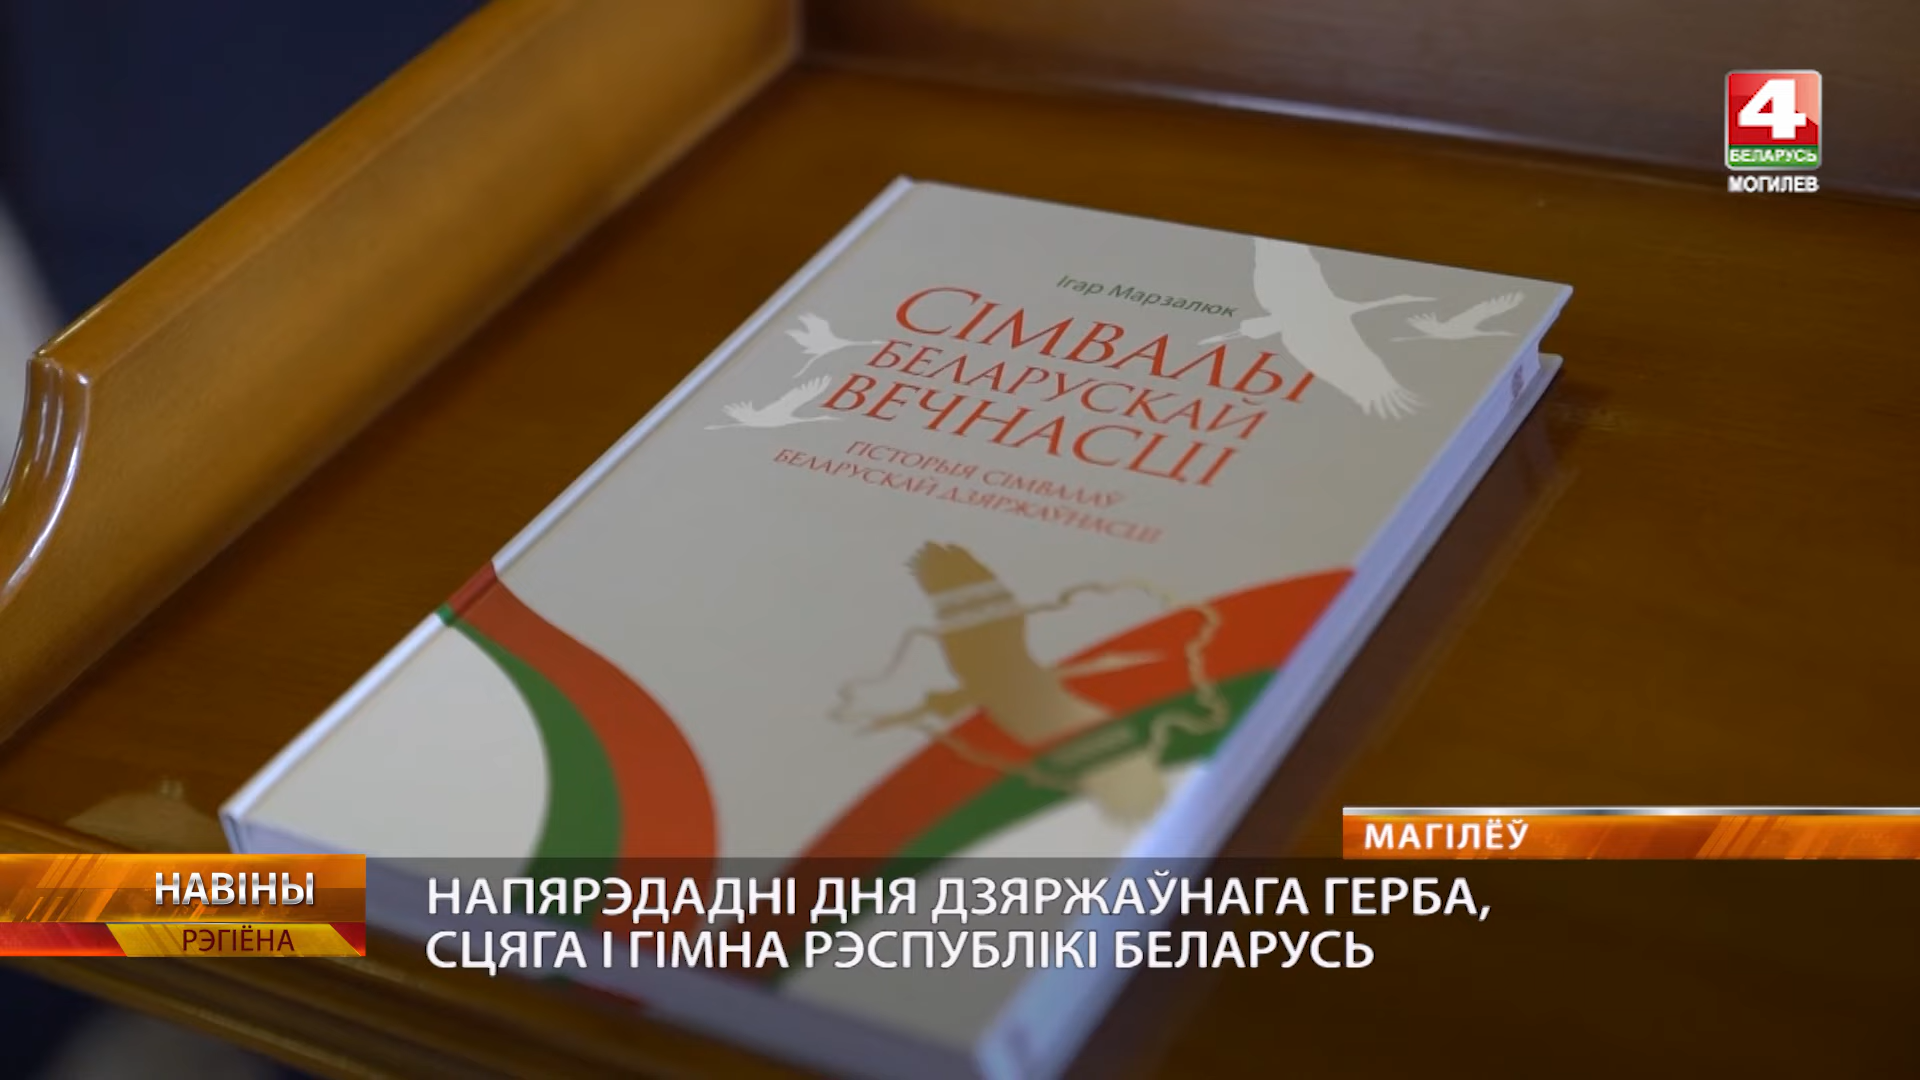 4
БЕЛАРУСЬ
МОГИЛЕВ
Ігар Марзалюк
СІМВАЛЫ
БЕЛАРУСКАЙ
ВЕЧНАСЦІ
ГІСТОРЫЯ СІМВАЛАЎ
БЕЛАРУСКАЙ ДЗЯРЖАЎНАСЦІ
МАГІЛЁЎ
НАВІНЫ
РЭГІЁНА
НАПЯРЭДАДНІ ДНЯ ДЗЯРЖАЎНАГА ГЕРБА,
СЦЯГА І ГІМНА РЭСПУБЛІКІ БЕЛАРУСЬ